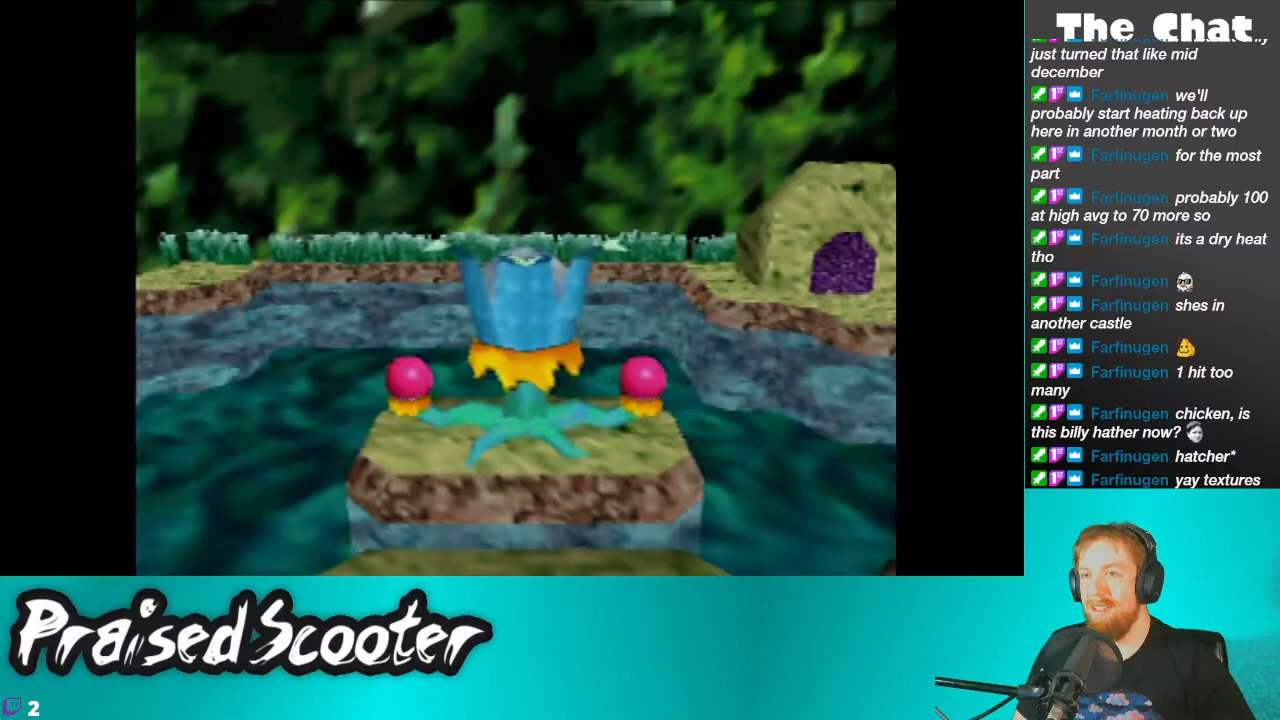 The Chat
just turned that like mid
december
Farfinugen we'll
probably start heating back up
here in another month or two
Farfinugen for the most
part
Farfinugen probably 100
at high avg to 70 more so
Farfinugen its a dry heat
tho
Farfinugen
Farfinugen shes in
another castle
Farfinugen
Farfinugen 1 hit too
many
Farfinugen chicken, is
this billy hather now?
Farfinugen hatcher*
Farfinugen yay textures
PraisedScooter
2